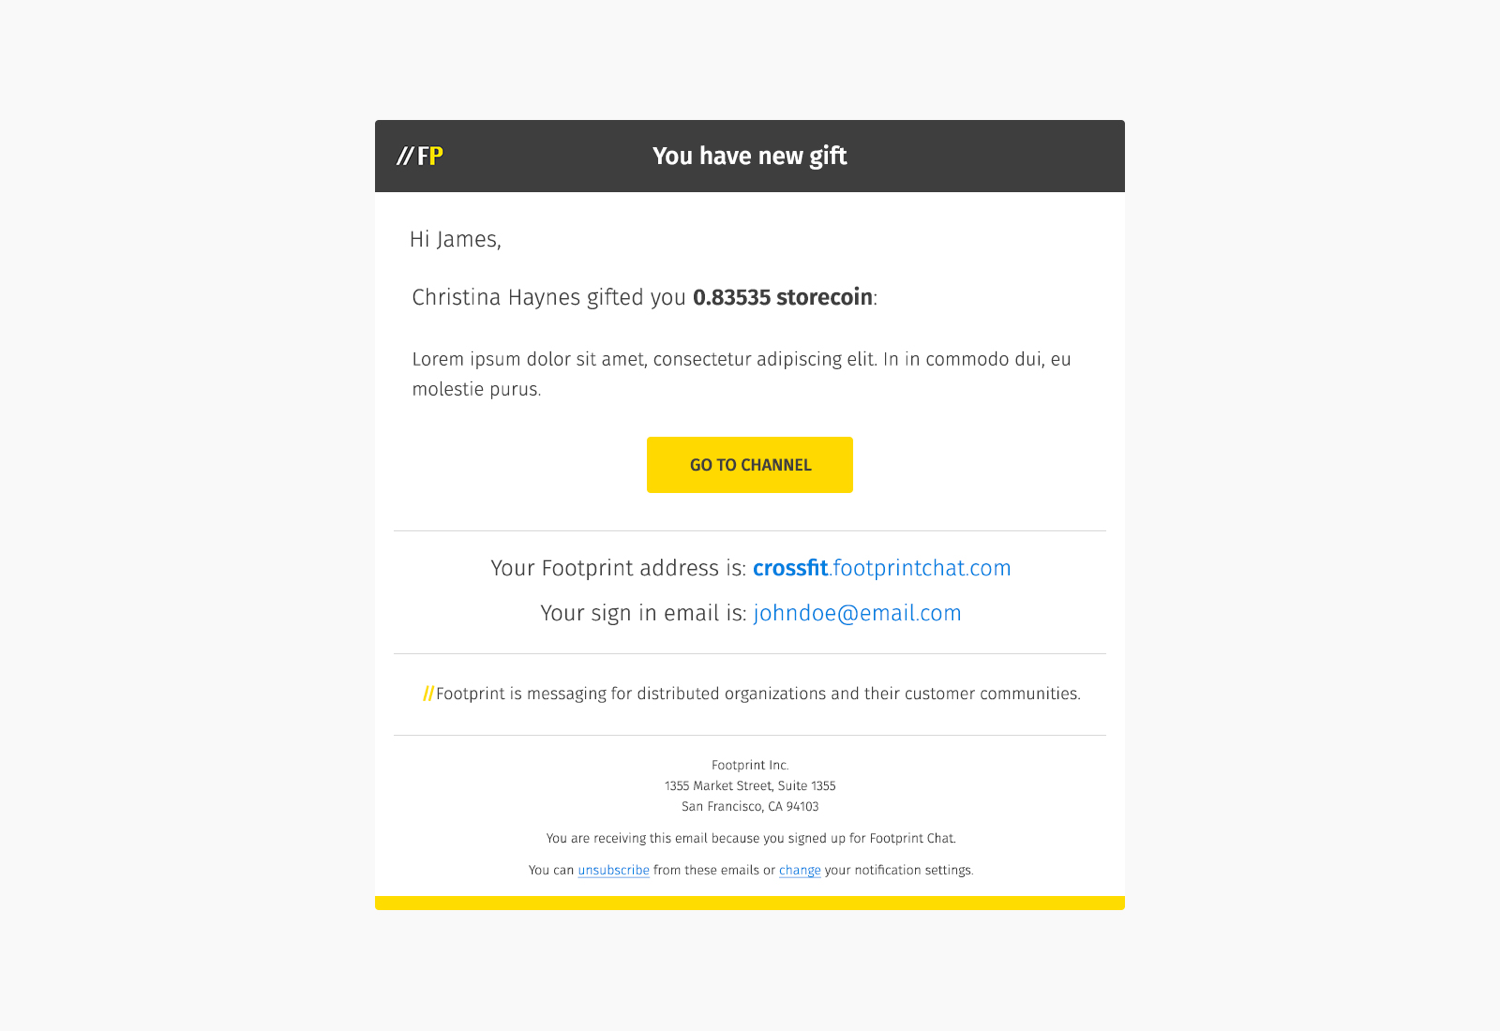 //FP
You have new gift
Hi James,
Christina Haynes gifted you 0.83535 storecoin:
Lorem ipsum dolor sit amet, consectetur adipiscing elit. In in commodo dui, eu
molestie purus.
GO TO CHANNEL
Your Footprint address is: crossfit.footprintchat.com
Your sign in email is: johndoe@email.com
//Footprint is messaging for distributed organizations and their customer communities.
Footprint Inc.
1355 Market Street, Suite 1355
San Francisco, CA 94103
You are receiving this email because you signed up for Footprint Chat.
You can unsubscribe from these emails or change your notification settings.